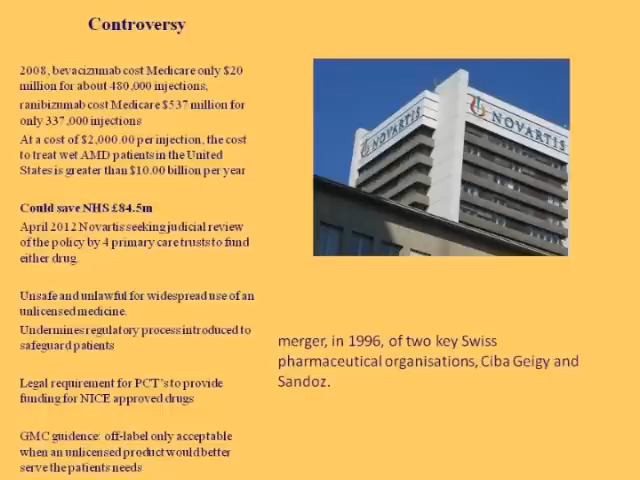 Controversy
2008, bevacizumab cost Medicare only $20
million for about 480,000 injections,
ranibizumab cost Medicare $537 million for
only 337,000 injections
At a cost of $2,000.00 per injection, the cost
to treat wet AMD patients in the United
States is greater than $10.00 billion per year
Could save NHS £84.5m
April 2012 Novartis seeking judicial review
of the policy by 4 primary care trusts to fund
either drug.
Unsafe and unlawful for widespread use of an
unlicensed medicine.
Undermines regulatory process introduced to
safeguard patients
Legal requirement for PCT's to provide
funding for NICE approved drugs
GMC guidance: off-label only acceptable
when an unlicensed product would better
serve the patients needs
NOVARTIS
NOVARTIS
merger, in 1996, of two key Swiss
pharmaceutical organisations, Ciba Geigy and
Sandoz.